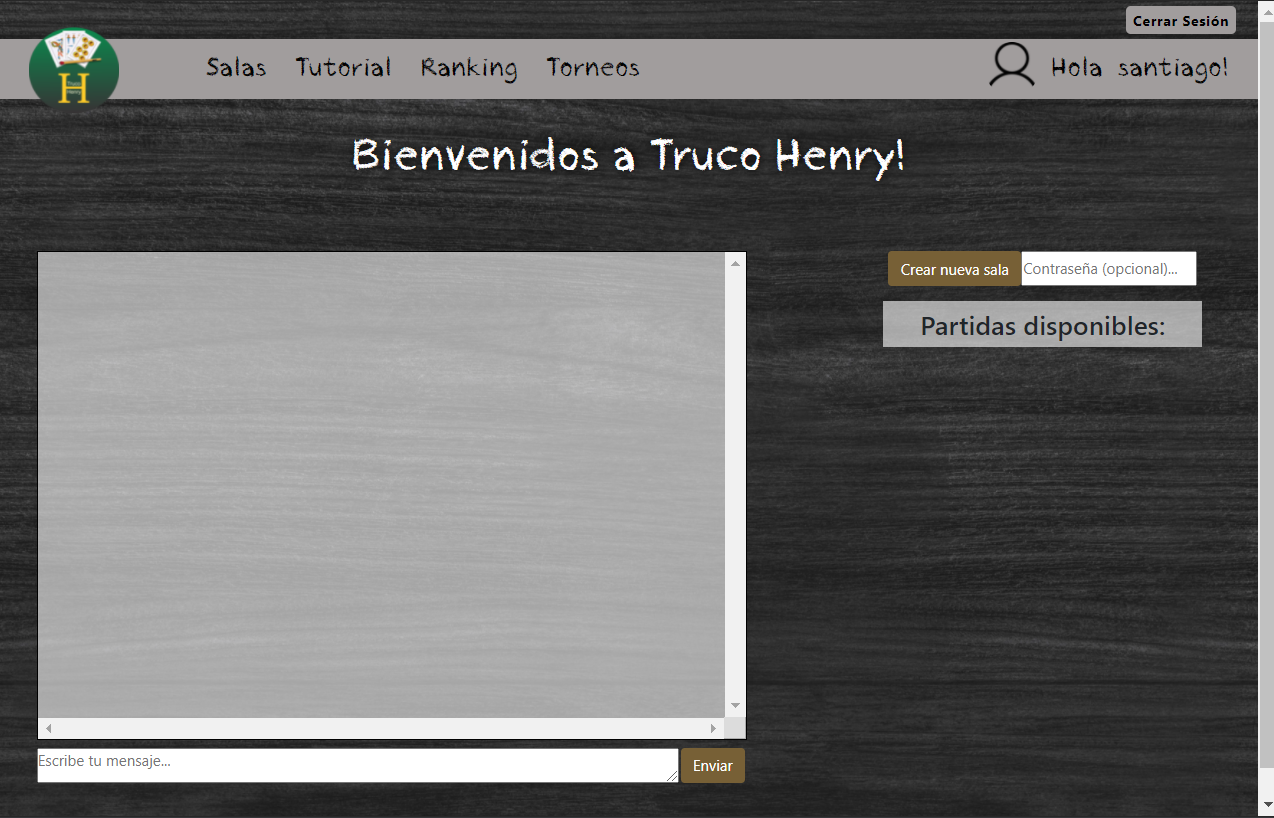 Cerrar Sesión
H
Salas Tutorial Ranking Torneos
Hola santiago!
Bienvenidos a Truco Henry!
Crear nueva sala
Contraseña (opcional)...
Partidas disponibles:
Escribe tu mensaje...
Enviar